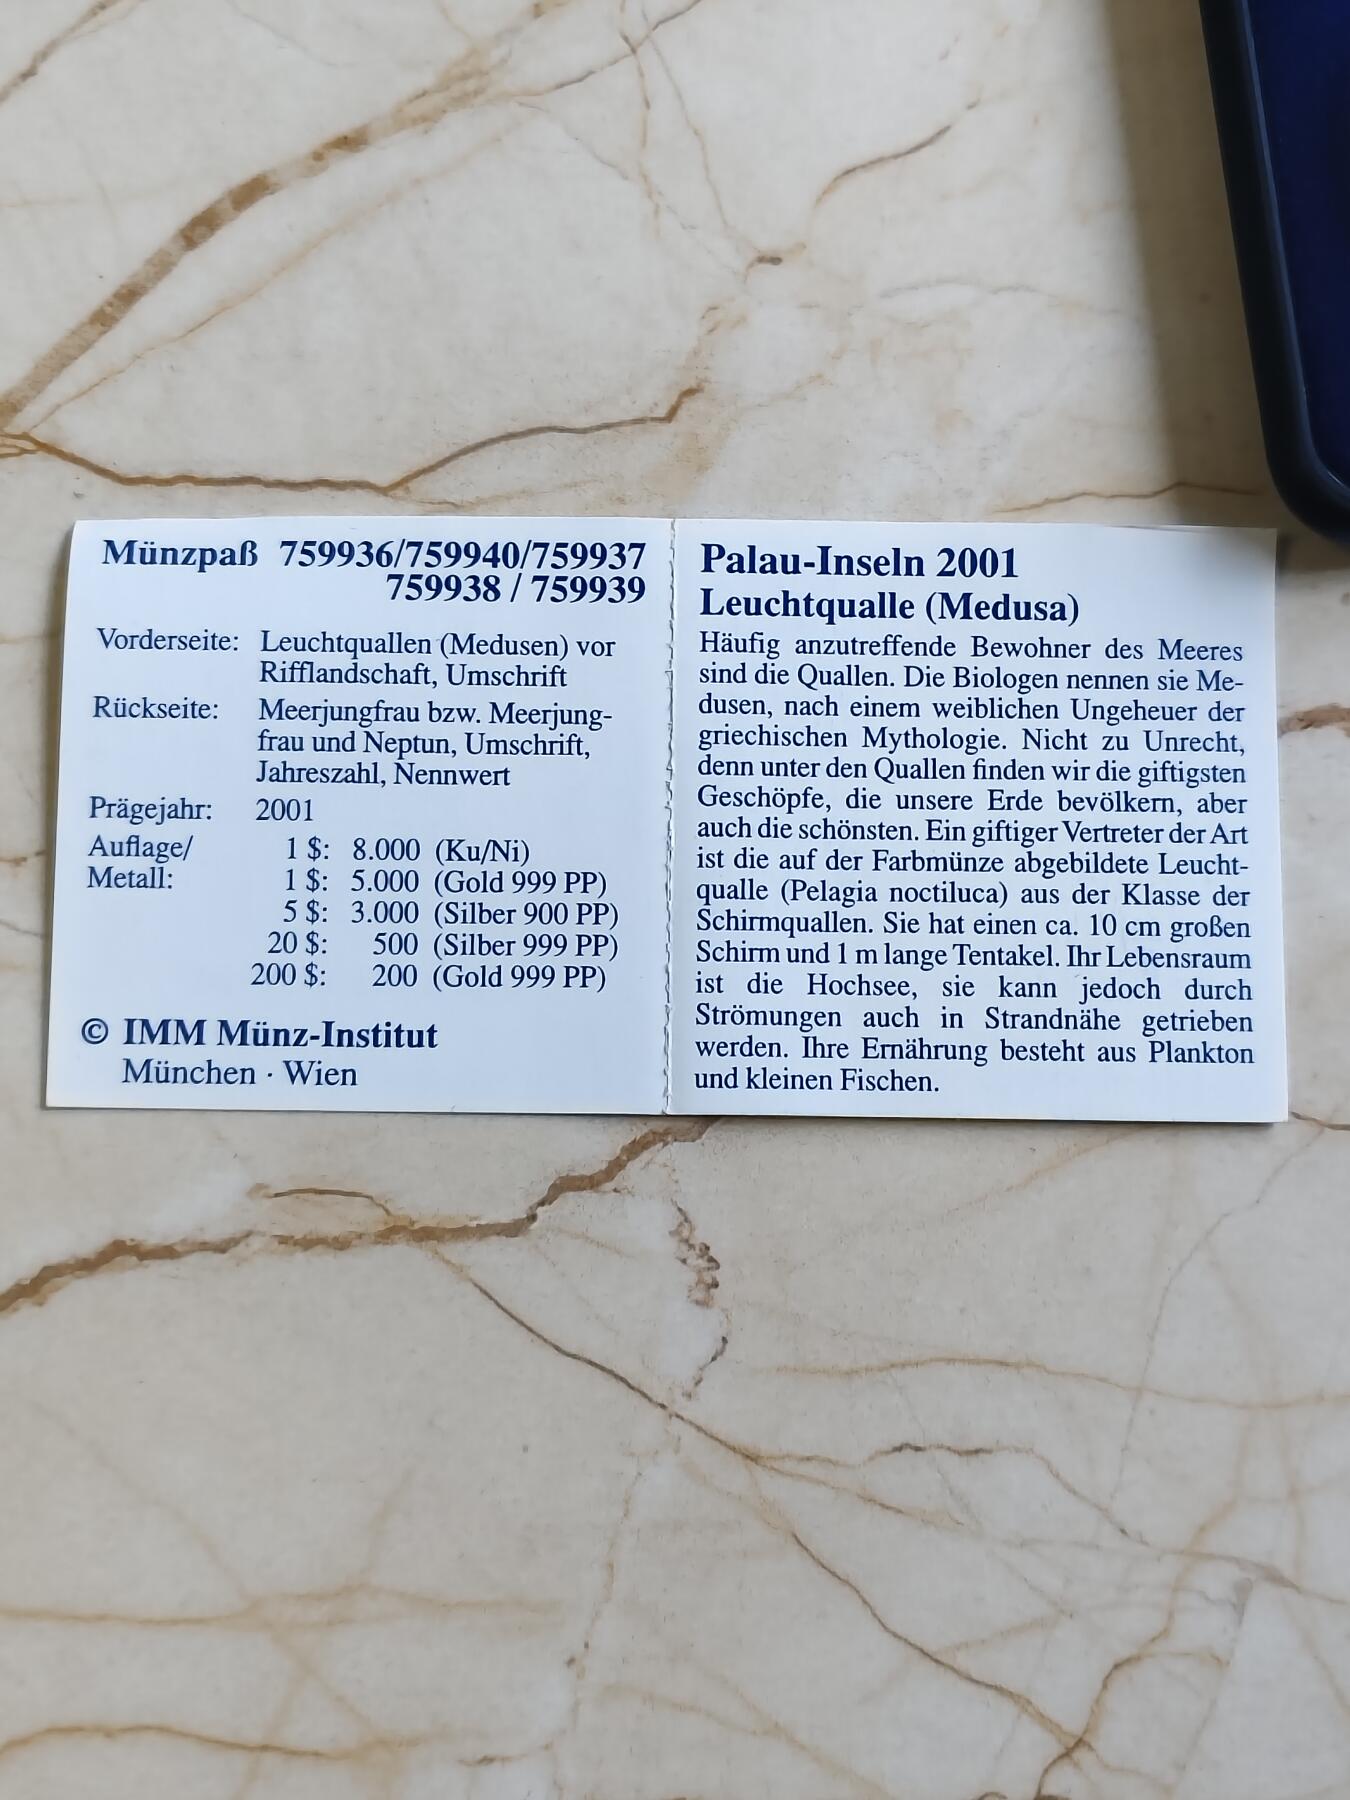 Münzpaß 759936/759940/759937
759938 / 759939
Vorderseite: Leuchtquallen (Medusen) vor
Rifflandschaft, Umschrift
Rückseite: Meerjungfrau bzw. Meerjung-
frau und Neptun, Umschrift,
Jahreszahl, Nennwert
Prägejahr: 2001
Auflage/ 1 $: 8.000 (Ku/Ni)
Metall: 1 $: 5.000 (Gold 999 PP)
5 $: 3.000 (Silber 900 PP)
20 $: 500 (Silber 999 PP)
200 $: 200 (Gold 999 PP)
© IMM Münz-Institut
München · Wien
Palau-Inseln 2001
Leuchtqualle (Medusa)
Häufig anzutreffende Bewohner des Meeres
sind die Quallen. Die Biologen nennen sie Me-
dusen, nach einem weiblichen Ungeheuer der
griechischen Mythologie. Nicht zu Unrecht,
denn unter den Quallen finden wir die giftigsten
Geschöpfe, die unsere Erde bevölkern, aber
auch die schönsten. Ein giftiger Vertreter der Art
ist die auf der Farbmünze abgebildete Leucht-
qualle (Pelagia noctiluca) aus der Klasse der
Schirmquallen. Sie hat einen ca. 10 cm großen
Schirm und 1 m lange Tentakel. Ihr Lebensraum
ist die Hochsee, sie kann jedoch durch
Strömungen auch in Strandnähe getrieben
werden. Ihre Ernährung besteht aus Plankton
und kleinen Fischen.